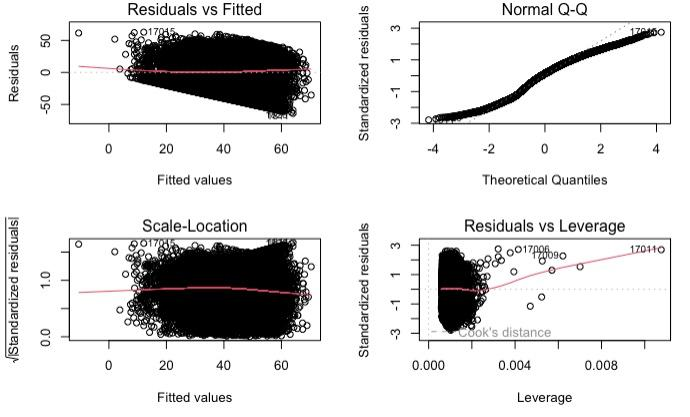 Residuals vs Fitted
Residuals
50
0
-50
17015
0
20
40
60
Fitted values
Normal Q-Q
Standardized residuals
3
1
-1
-3
-4
-2
0
2
4
Theoretical Quantiles
Scale-Location
√|Standardized residuals|
1.0
0.0
17015
0
20
40
60
Fitted values
Residuals vs Leverage
Standardized residuals
3
1
-1
-3
17006
17009
17011
Cook's distance
0.000
0.004
0.008
Leverage